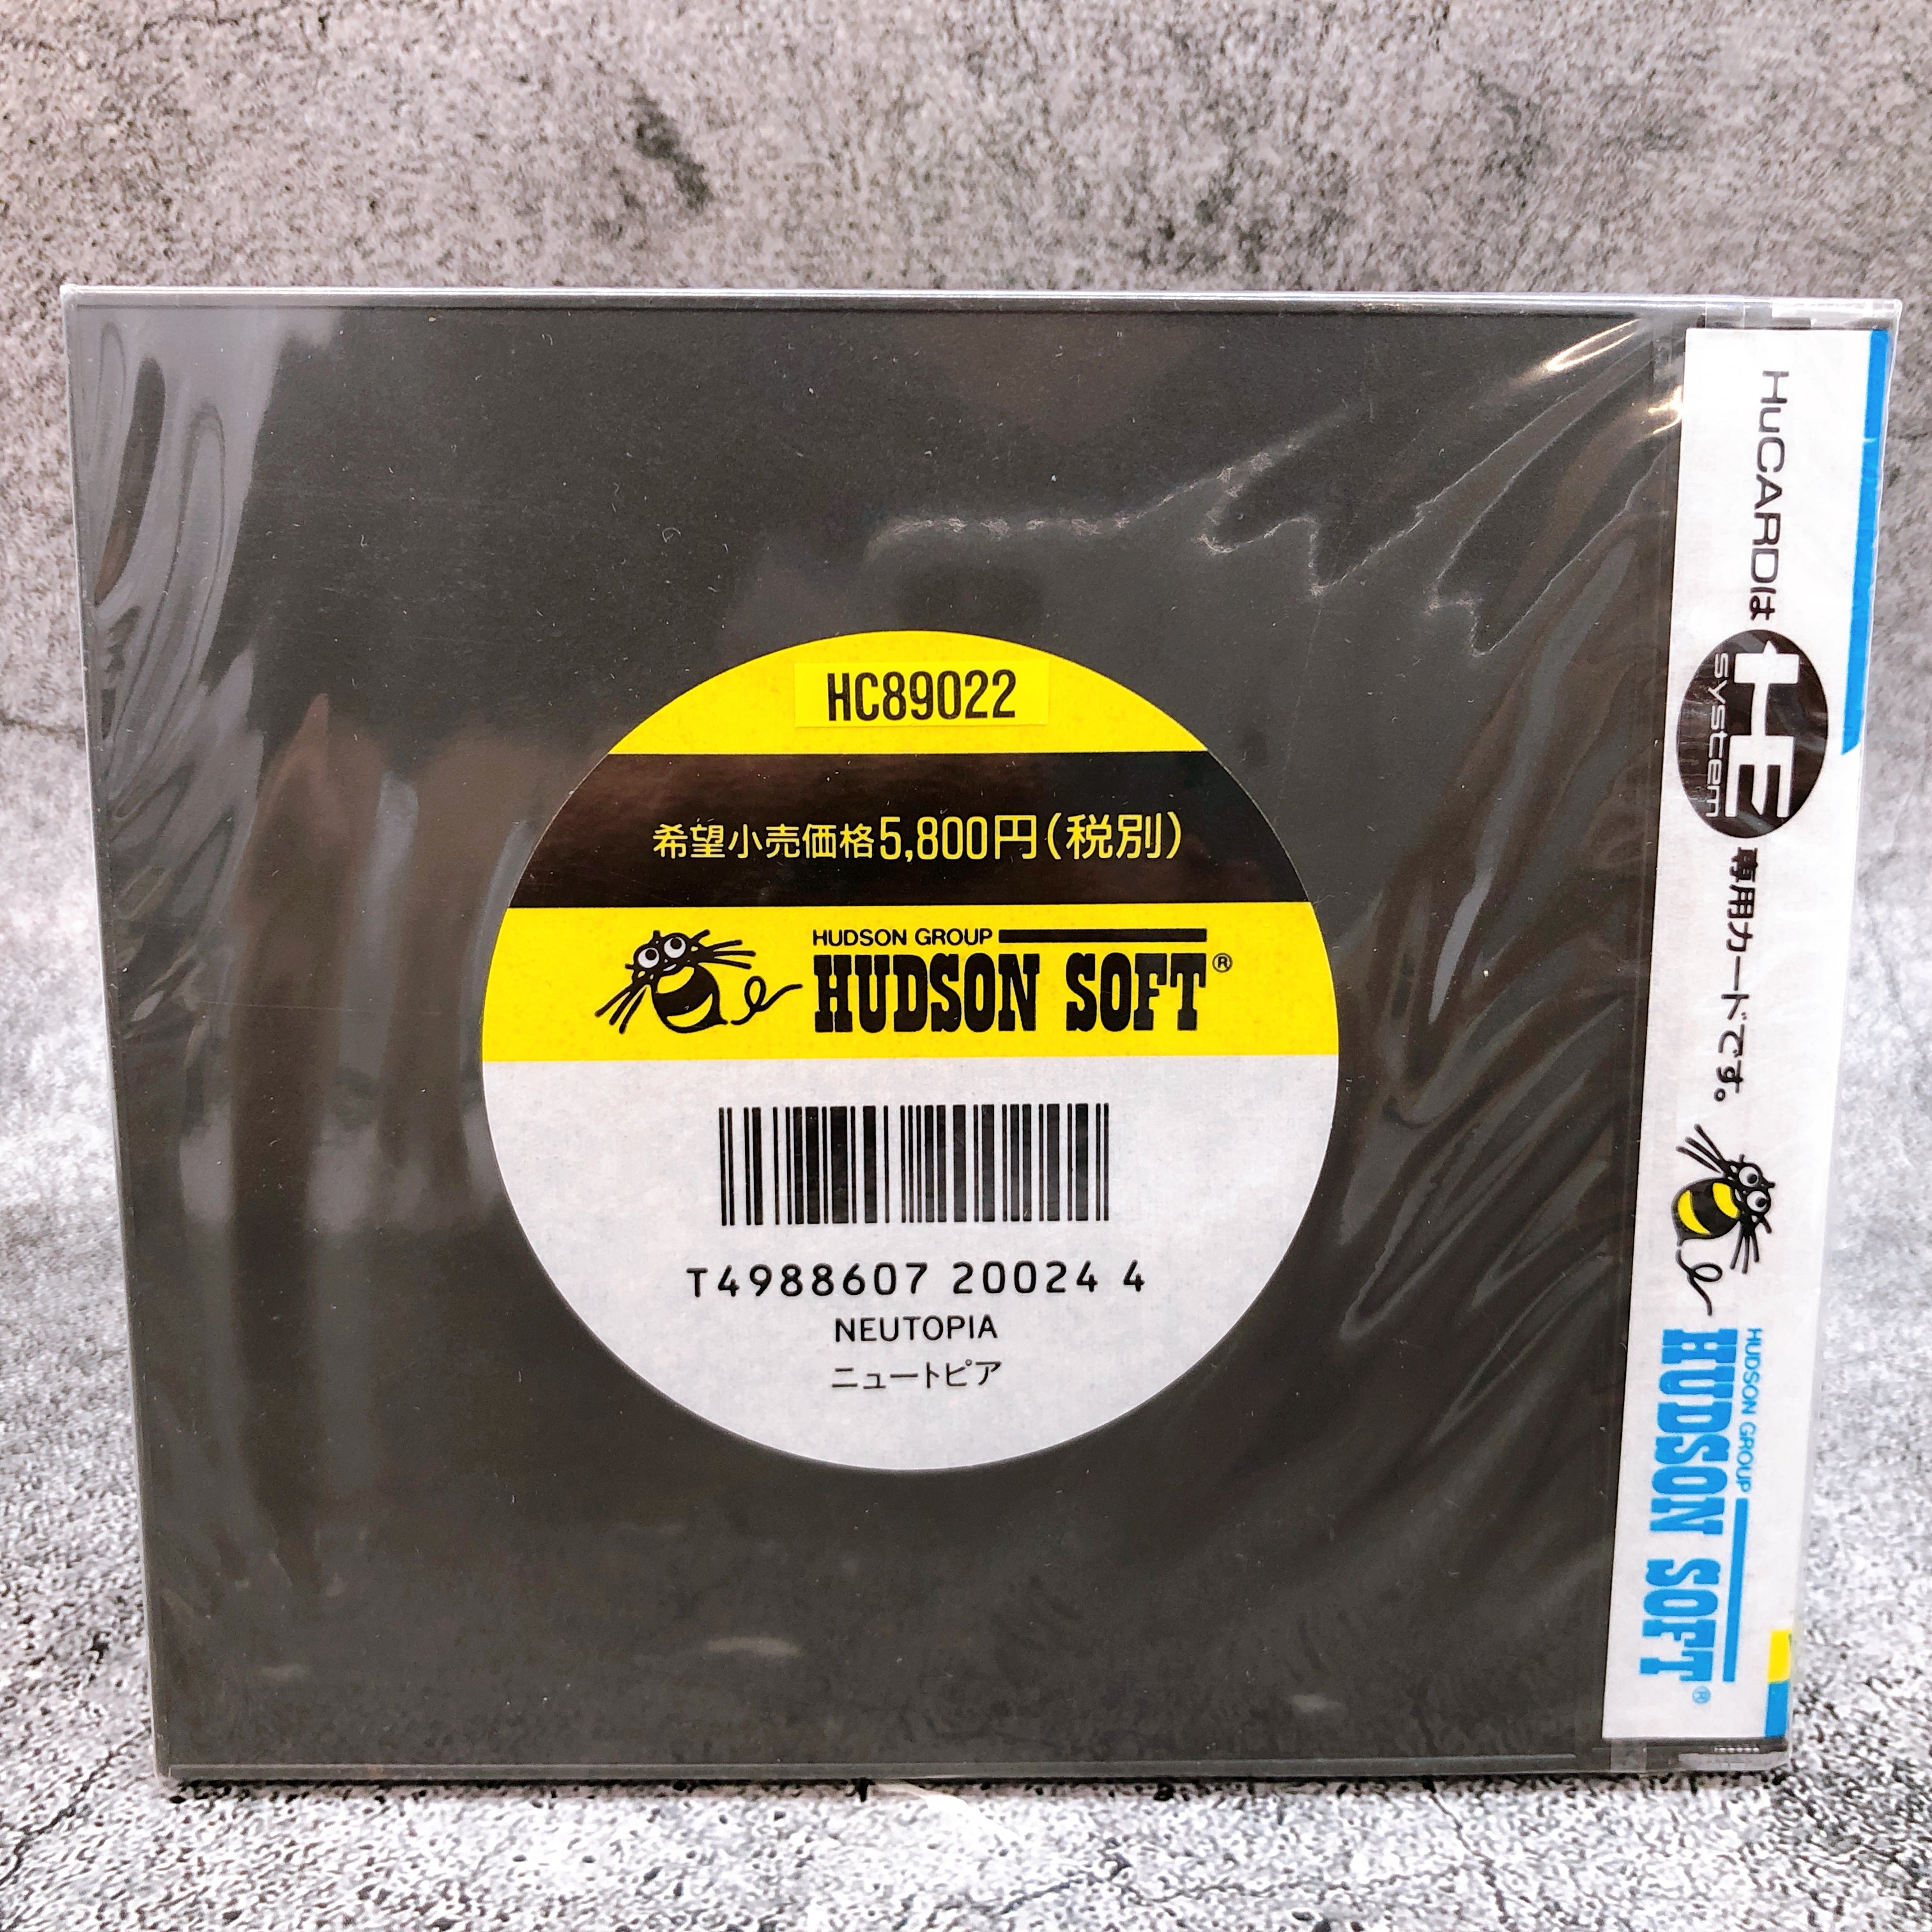 HC89022
希望小売価格5,800円(税別)
HUDSON GROUP
HUDSON SOFT®
T4988607 20024 4
NEUTOPIA
ニュートピア
HuCARDは HE system 専用カードです。
HUDSON GROUP
HUDSON SOFT®